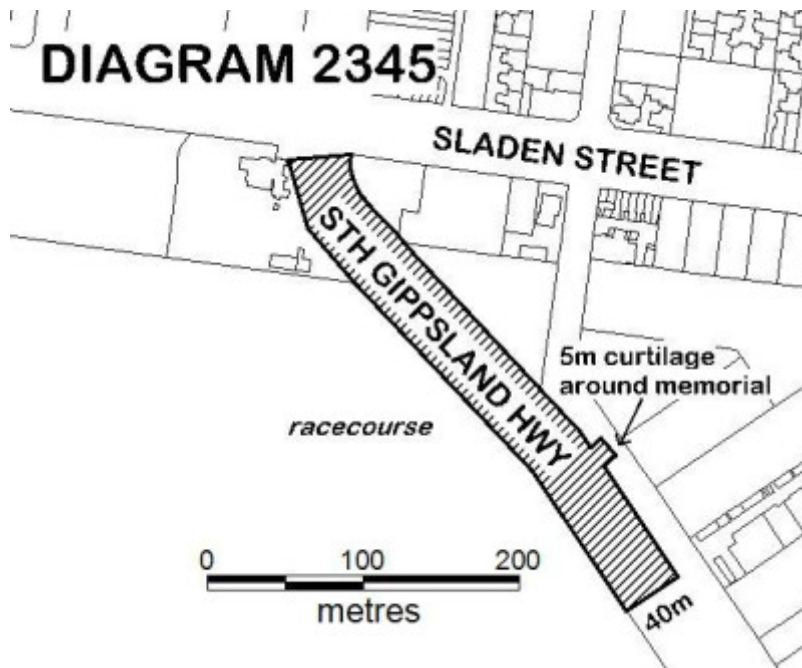 DIAGRAM 2345
SLADEN STREET
STH GIPPSLAND HWY
5m curtilage
around memorial
racecourse
0 100 200
metres
40m